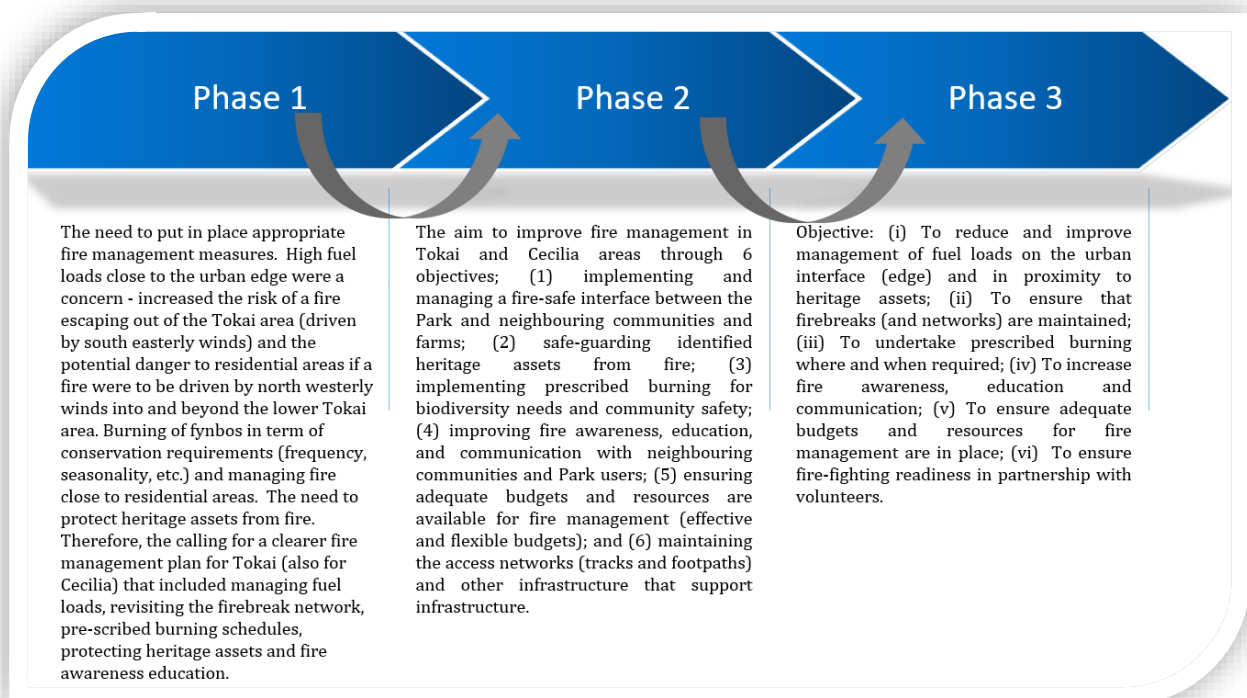 Phase 1
Phase 2
Phase 3
The need to put in place appropriate
fire management measures.  High fuel
loads close to the urban edge were a
concern - increased the risk of a fire
escaping out of the Tokai area (driven
by south easterly winds) and the
potential danger to residential areas if a
fire were to be driven by north westerly
winds into and beyond the lower Tokai
area. Burning of fynbos in term of
conservation requirements (frequency,
seasonality, etc.) and managing fire
close to residential areas.  The need to
protect heritage assets from fire.
Therefore, the calling for a clearer fire
management plan for Tokai (also for
Cecilia) that included managing fuel
loads, revisiting the firebreak network,
pre-scribed burning schedules,
protecting heritage assets and fire
awareness education.
The aim to improve fire management in
Tokai and Cecilia areas through 6
objectives; (1) implementing and
managing a fire-safe interface between the
Park and neighbouring communities and
farms; (2) safe-guarding identified
heritage assets from fire; (3)
implementing prescribed burning for
biodiversity needs and community safety;
(4) improving fire awareness, education,
and communication with neighbouring
communities and Park users; (5) ensuring
adequate budgets and resources are
available for fire management (effective
and flexible budgets); and (6) maintaining
the access networks (tracks and footpaths)
and other infrastructure that support
infrastructure.
Objective: (i) To reduce and improve
management of fuel loads on the urban
interface (edge) and in proximity to
heritage assets; (ii) To ensure that
firebreaks (and networks) are maintained;
(iii) To undertake prescribed burning
where and when required; (iv) To increase
fire awareness, education and
communication; (v) To ensure adequate
budgets and resources for fire
management are in place; (vi)  To ensure
fire-fighting readiness in partnership with
volunteers.